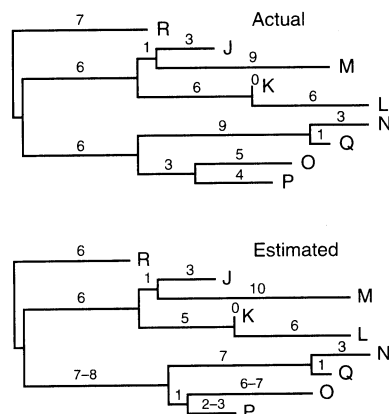 Actual
7 R
1 3 J
9 M
6
6 0 K
6 L
3 N
9
1 Q
6
5 O
3
4 P
Estimated
6 R
1 3 J
10 M
6
5 0 K
6 L
3 N
7
1 Q
7–8
6–7 O
1
2–3 P